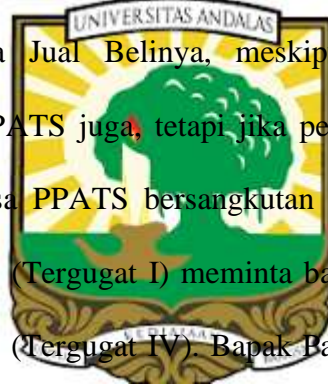 UNIVERSITAS ANDALAS
a Jual Belinya, meskip
PATS juga, tetapi jika pe
sa PPATS bersangkutan
(Tergugat I) meminta ba
KEDJAJAAN
(Tergugat IV). Bapak Ba